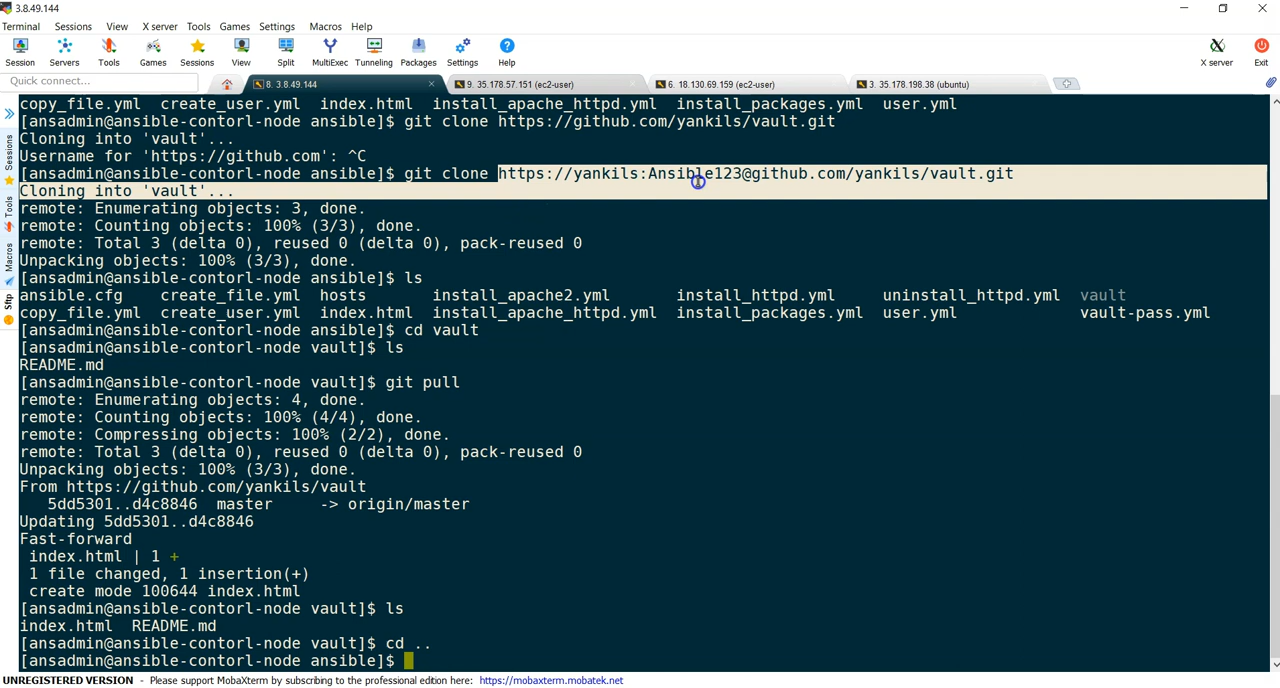 3.8.49.144
Terminal Sessions View X server Tools Games Settings Macros Help
Session Servers Tools Games Sessions View Split MultiExec Tunneling Packages Settings Help X server Exit
Quick connect... 8. 3.8.49.144 9. 35.178.57.151 (ec2-user) 6. 18.130.69.159 (ec2-user) 3. 35.178.198.38 (ubuntu)
Sessions
Tools
Macros
Sftp
copy_file.yml create_user.yml index.html install_apache_httpd.yml install_packages.yml user.yml
[ansadmin@ansible-contorl-node ansible]$ git clone https://github.com/yankils/vault.git
Cloning into 'vault'...
Username for 'https://github.com': ^C
[ansadmin@ansible-contorl-node ansible]$ git clone https://yankils:Ansible123@github.com/yankils/vault.git
Cloning into 'vault'...
remote: Enumerating objects: 3, done.
remote: Counting objects: 100% (3/3), done.
remote: Total 3 (delta 0), reused 0 (delta 0), pack-reused 0
Unpacking objects: 100% (3/3), done.
[ansadmin@ansible-contorl-node ansible]$ ls
ansible.cfg create_file.yml hosts install_apache2.yml install_httpd.yml uninstall_httpd.yml vault
copy_file.yml create_user.yml index.html install_apache_httpd.yml install_packages.yml user.yml vault-pass.yml
[ansadmin@ansible-contorl-node ansible]$ cd vault
[ansadmin@ansible-contorl-node vault]$ ls
README.md
[ansadmin@ansible-contorl-node vault]$ git pull
remote: Enumerating objects: 4, done.
remote: Counting objects: 100% (4/4), done.
remote: Compressing objects: 100% (2/2), done.
remote: Total 3 (delta 0), reused 0 (delta 0), pack-reused 0
Unpacking objects: 100% (3/3), done.
From https://github.com/yankils/vault
5dd5301..d4c8846 master -> origin/master
Updating 5dd5301..d4c8846
Fast-forward
index.html | 1 +
1 file changed, 1 insertion(+)
create mode 100644 index.html
[ansadmin@ansible-contorl-node vault]$ ls
index.html README.md
[ansadmin@ansible-contorl-node vault]$ cd ..
[ansadmin@ansible-contorl-node ansible]$
UNREGISTERED VERSION - Please support MobaXterm by subscribing to the professional edition here: https://mobaxterm.mobatek.net